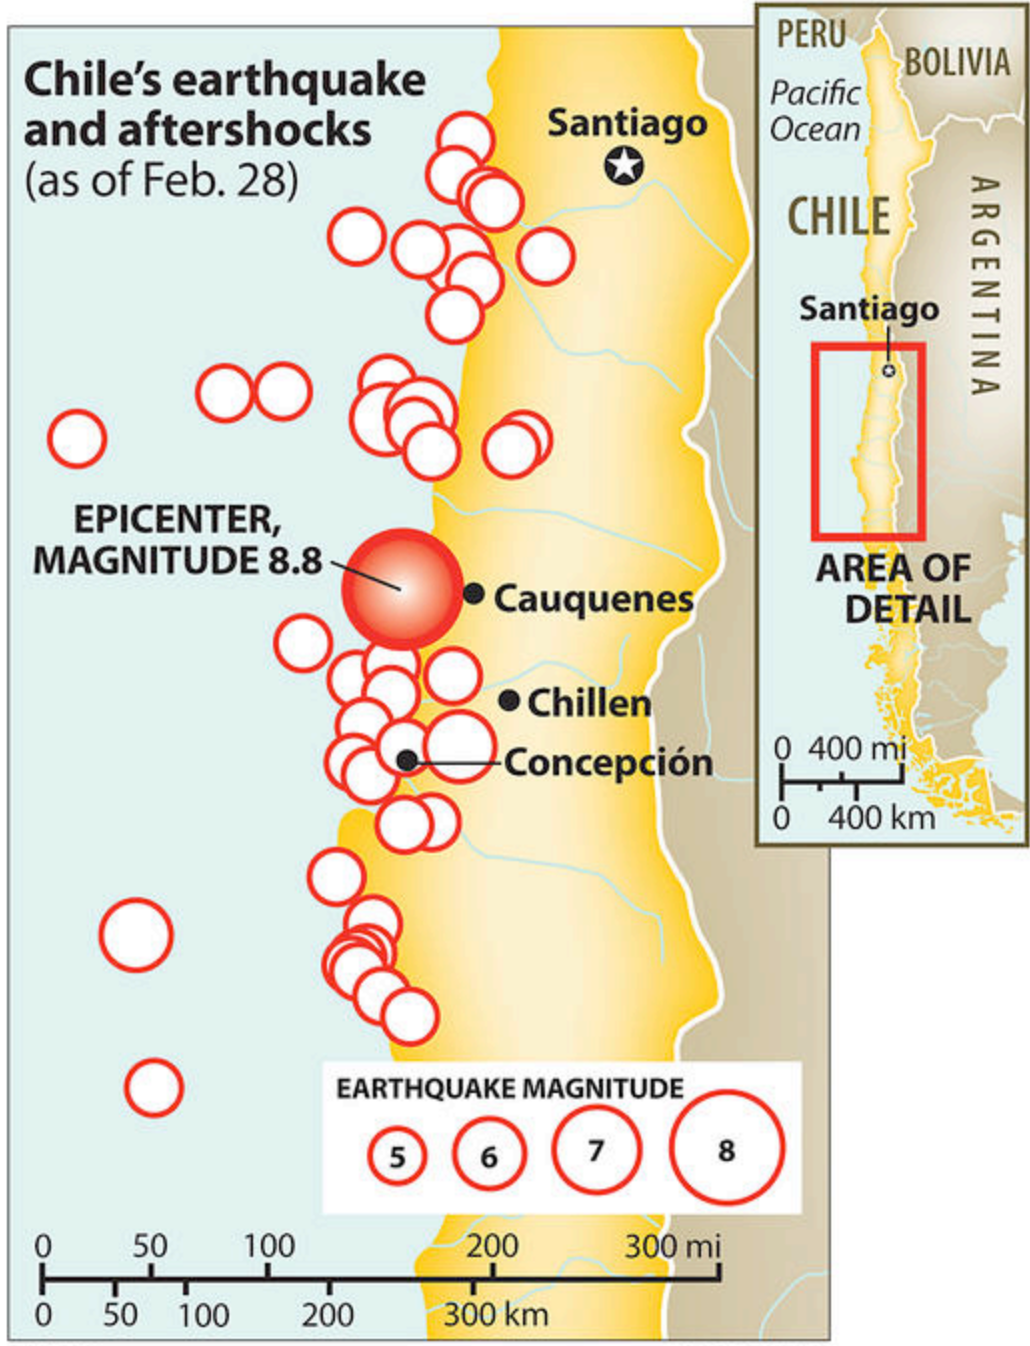 Chile's earthquake
and aftershocks
(as of Feb. 28)
Santiago
EPICENTER,
MAGNITUDE 8.8
Cauquenes
Chillen
Concepción
EARTHQUAKE MAGNITUDE
5 6 7 8
0 50 100 200 300 mi
0 50 100 200 300 km
PERU
BOLIVIA
Pacific
Ocean
CHILE
ARGENTINA
Santiago
AREA OF
DETAIL
0 400 mi
0 400 km